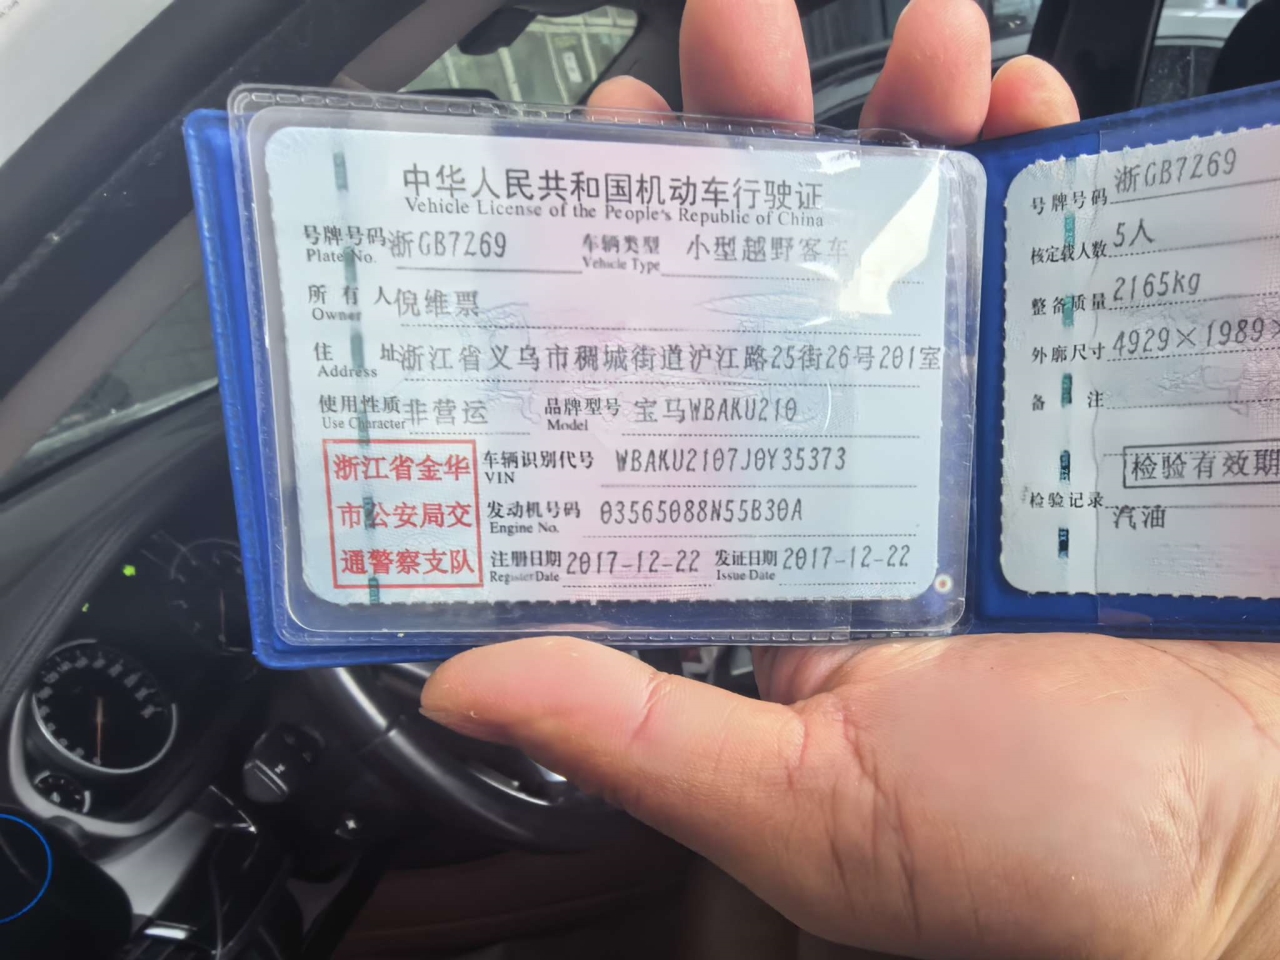 中华人民共和国机动车行驶证
Vehicle License of the People's Republic of China
号牌号码 浙GB7Z69 车辆类型 小型越野客车
Plate No. Vehicle Type
所有人 倪维票
Owner
住址 浙江省义乌市稠城街道沪江路25街26号201室
Address
使用性质 非营运 品牌型号 宝马WBAKU210
Use Character Model
浙江省金华
市公安局交
通警察支队
车辆识别代号 WBAKU2107J0Y35373
VIN
发动机号码 03565088N55B30A
Engine No.
注册日期 2017-12-22 发证日期 2017-12-22
Register Date Issue Date
号牌号码 浙GB7Z69
核定载人数 5人
整备质量 2165kg
外廓尺寸 4929×1989×
备注
检验有效期
检验记录
汽油